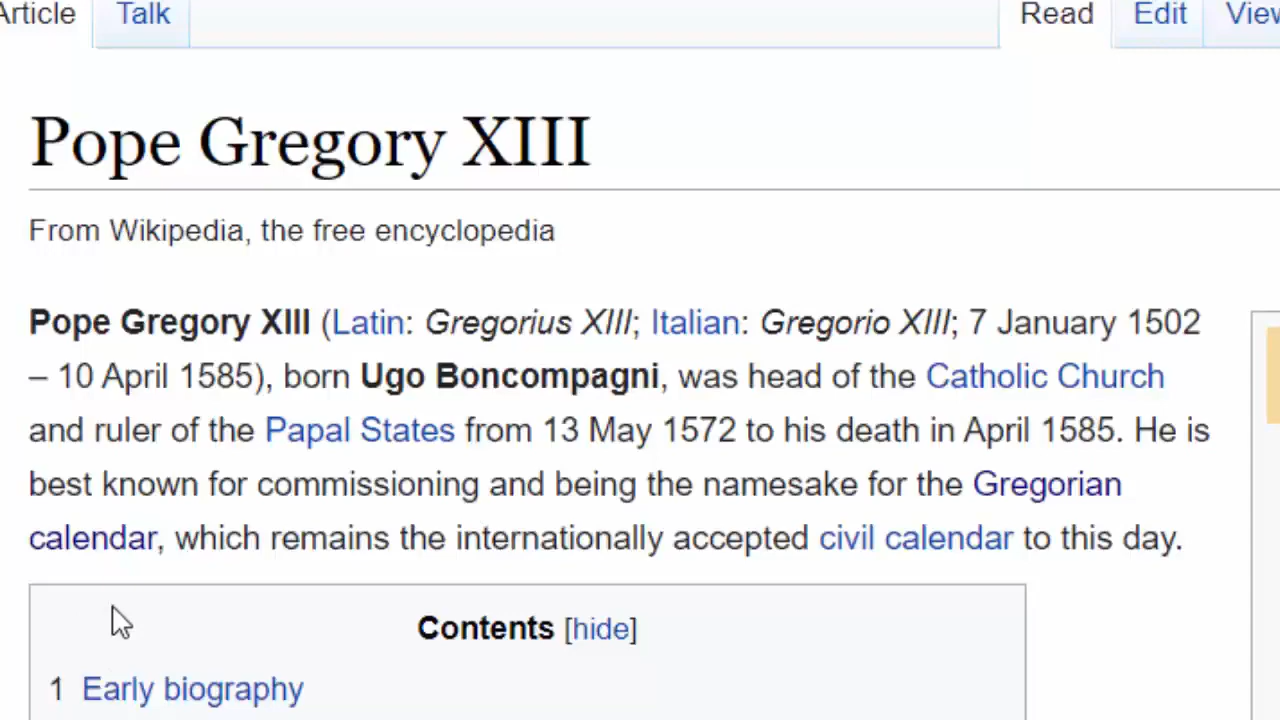 Article Talk Read Edit View
Pope Gregory XIII
From Wikipedia, the free encyclopedia
Pope Gregory XIII (Latin: Gregorius XIII; Italian: Gregorio XIII; 7 January 1502
– 10 April 1585), born Ugo Boncompagni, was head of the Catholic Church
and ruler of the Papal States from 13 May 1572 to his death in April 1585. He is
best known for commissioning and being the namesake for the Gregorian
calendar, which remains the internationally accepted civil calendar to this day.
Contents [hide]
1 Early biography